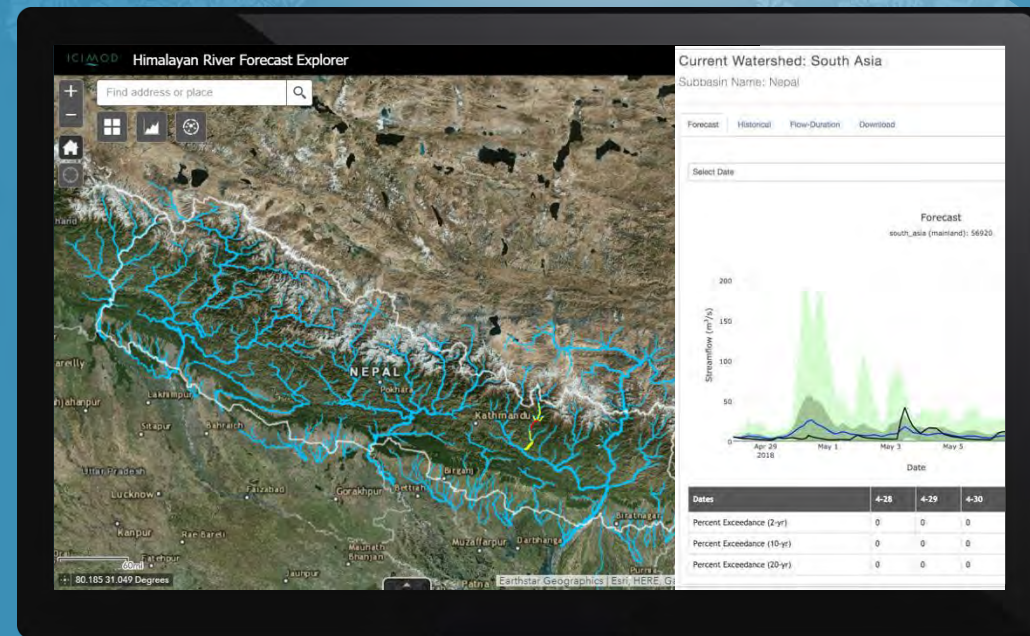 ICIMOD Himalayan River Forecast Explorer
Find address or place
NEPAL
Pokhara
Kathmandu
Lakhimpur
Sitapur
Bahraich
Uttar Pradesh
Lucknow
Faizabad
Gorakhpur
Bettiah
Birganj
Biratnagar
Kanpur
Rae Bareli
Muzaffarpur
Darbhanga
Maunath
Bhanjan
Fatehpur
Jaunpur
Patna
60mi
80.185 31.049 Degrees
Earthstar Geographics | Esri, HERE,
Current Watershed: South Asia
Subbasin Name: Nepal
Forecast Historical Flow-Duration Download
Select Date
Forecast
south_asia (mainland): 56920
Streamflow (m³/s)
200
150
100
50
0
Apr 29 May 1 May 3 May 5
2018
Date
Dates 4-28 4-29 4-30
Percent Exceedance (2-yr) 0 0 0
Percent Exceedance (10-yr) 0 0 0
Percent Exceedance (20-yr) 0 0 0